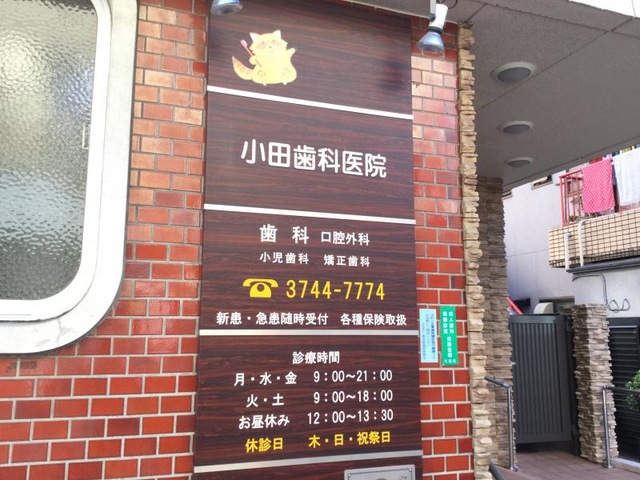 小田歯科医院
歯科 口腔外科
小児歯科 矯正歯科
☎ 3744-7774
新患・急患随時受付 各種保険取扱
診療時間
月・水・金 9:00〜21:00
火・土 9:00〜18:00
お昼休み 12:00〜13:30
休診日 木・日・祝祭日